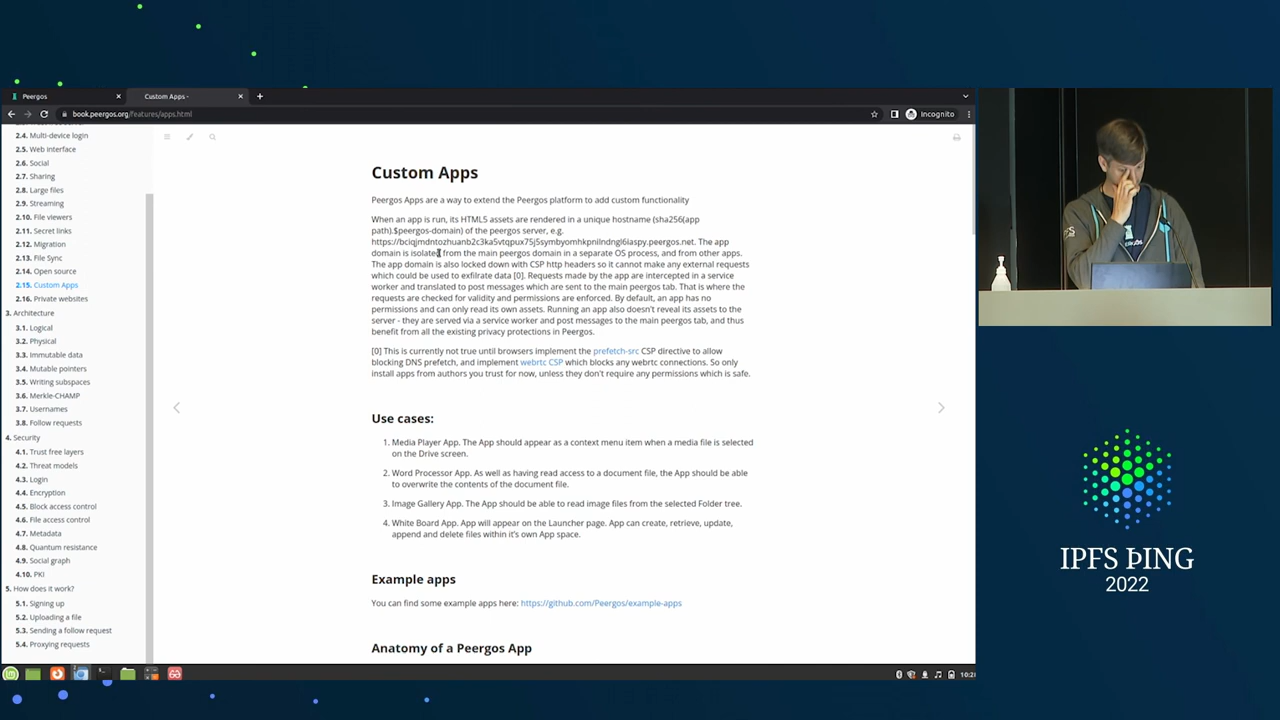 Peergos
Custom Apps -
book.peergos.org/features/apps.html
Incognito
2.4. Multi-device login
2.5. Web interface
2.6. Social
2.7. Sharing
2.8. Large files
2.9. Streaming
2.10. File viewers
2.11. Secret links
2.12. Migration
2.13. File Sync
2.14. Open source
2.15. Custom Apps
2.16. Private websites
3. Architecture
3.1. Logical
3.2. Physical
3.3. Immutable data
3.4. Mutable pointers
3.5. Writing subspaces
3.6. Merkle-CHAMP
3.7. Usernames
3.8. Follow requests
4. Security
4.1. Trust free layers
4.2. Threat models
4.3. Login
4.4. Encryption
4.5. Block access control
4.6. File access control
4.7. Metadata
4.8. Quantum resistance
4.9. Social graph
4.10. PKI
5. How does it work?
5.1. Signing up
5.2. Uploading a file
5.3. Sending a follow request
5.4. Proxying requests
Custom Apps
Peergos Apps are a way to extend the Peergos platform to add custom functionality
When an app is run, its HTML5 assets are rendered in a unique hostname (sha256(app
path).$peergos-domain) of the peergos server, e.g.
domain is isolated from the main peergos domain in a separate OS process, and from other apps.
The app domain is also locked down with CSP http headers so it cannot make any external requests
which could be used to exfilrate data [0]. Requests made by the app are intercepted in a service
worker and translated to post messages which are sent to the main peergos tab. That is where the
requests are checked for validity and permissions are enforced. By default, an app has no
permissions and can only read its own assets. Running an app also doesn't reveal its assets to the
server - they are served via a service worker and post messages to the main peergos tab, and thus
benefit from all the existing privacy protections in Peergos.
[0] This is currently not true until browsers implement the prefetch-src CSP directive to allow
blocking DNS prefetch, and implement webrtc CSP which blocks any webrtc connections. So only
install apps from authors you trust for now, unless they don't require any permissions which is safe.
Use cases:
1. Media Player App. The App should appear as a context menu item when a media file is selected
on the Drive screen.
2. Word Processor App. As well as having read access to a document file, the App should be able
to overwrite the contents of the document file.
3. Image Gallery App. The App should be able to read image files from the selected Folder tree.
4. White Board App. App will appear on the Launcher page. App can create, retrieve, update,
append and delete files within it's own App space.
Example apps
You can find some example apps here: https://github.com/Peergos/example-apps
Anatomy of a Peergos App
IPFS ÞING
2022